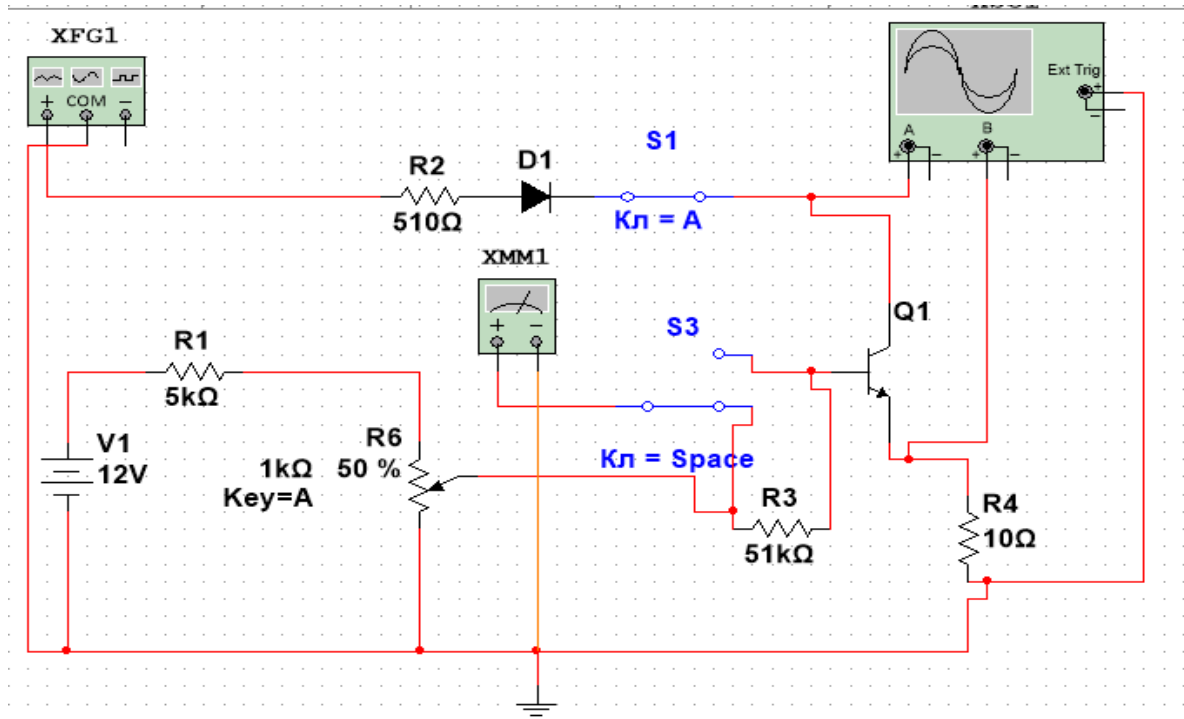 XFG1
+ COM −
Ext Trig
+
−
A
B
+ −
+ −
S1
R2
D1
510Ω
Кл = A
XMM1
+ −
S3
Q1
R1
5kΩ
V1
12V
R6
1kΩ
50 %
Key=A
Кл = Space
R3
51kΩ
R4
10Ω